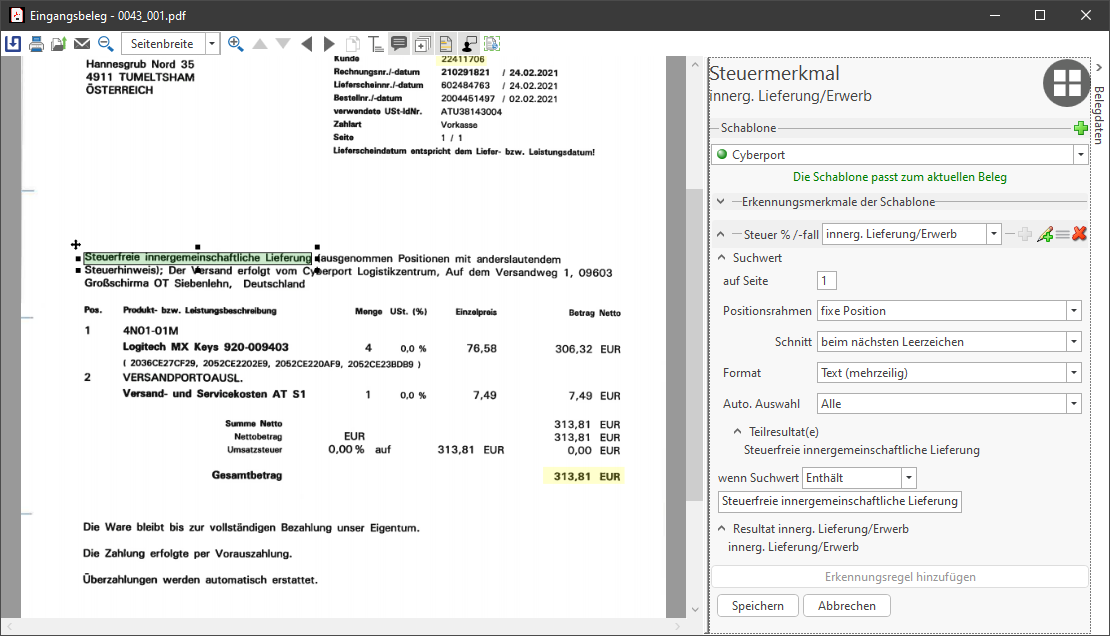 Eingangsbeleg - 0043_001.pdf
Seitenbreite
Hannesgrub Nord 35
4911 TUMELTSHAM
ÖSTERREICH
Kunde 22411706
Rechnungsnr./-datum 210291821 / 24.02.2021
Lieferscheinnr./-datum 602484763 / 24.02.2021
Bestellnr./-datum 2004451497 / 02.02.2021
verwendete USt-IdNr. ATU38143004
Zahlart Vorkasse
Seite 1 / 1
Lieferscheindatum entspricht dem Liefer- bzw. Leistungsdatum!
Steuerfreie innergemeinschaftliche Lieferung (ausgenommen Positionen mit anderslautendem
Steuerhinweis); Der Versand erfolgt vom Cyberport Logistikzentrum, Auf dem Versandweg 1, 09603
Großschirma OT Siebenlehn, Deutschland
Pos. Produkt- bzw. Leistungsbeschreibung Menge USt. (%) Einzelpreis Betrag Netto
1 4N01-01M
Logitech MX Keys 920-009403 4 0,0 % 76,58 306,32 EUR
( 2036CE27CF29, 2052CE2202E9, 2052CE220AF9, 2052CE23BDB9 )
2 VERSANDPORTOAUSL.
Versand- und Servicekosten AT S1 1 0,0 % 7,49 7,49 EUR
Summe Netto 313,81 EUR
Nettobetrag EUR 313,81 EUR
Umsatzsteuer 0,00 % auf 313,81 EUR 0,00 EUR
Gesamtbetrag 313,81 EUR
Die Ware bleibt bis zur vollständigen Bezahlung unser Eigentum.
Die Zahlung erfolgte per Vorauszahlung.
Überzahlungen werden automatisch erstattet.
Steuermerkmal
innerg. Lieferung/Erwerb
Schablone
Cyberport
Die Schablone passt zum aktuellen Beleg
Erkennungsmerkmale der Schablone
Steuer % /-fall innerg. Lieferung/Erwerb
Suchwert
auf Seite 1
Positionsrahmen fixe Position
Schnitt beim nächsten Leerzeichen
Format Text (mehrzeilig)
Auto. Auswahl Alle
Teilresultat(e)
Steuerfreie innergemeinschaftliche Lieferung
wenn Suchwert Enthält
Steuerfreie innergemeinschaftliche Lieferung
Resultat innerg. Lieferung/Erwerb
innerg. Lieferung/Erwerb
Erkennungsregel hinzufügen
Speichern Abbrechen
Belegdaten